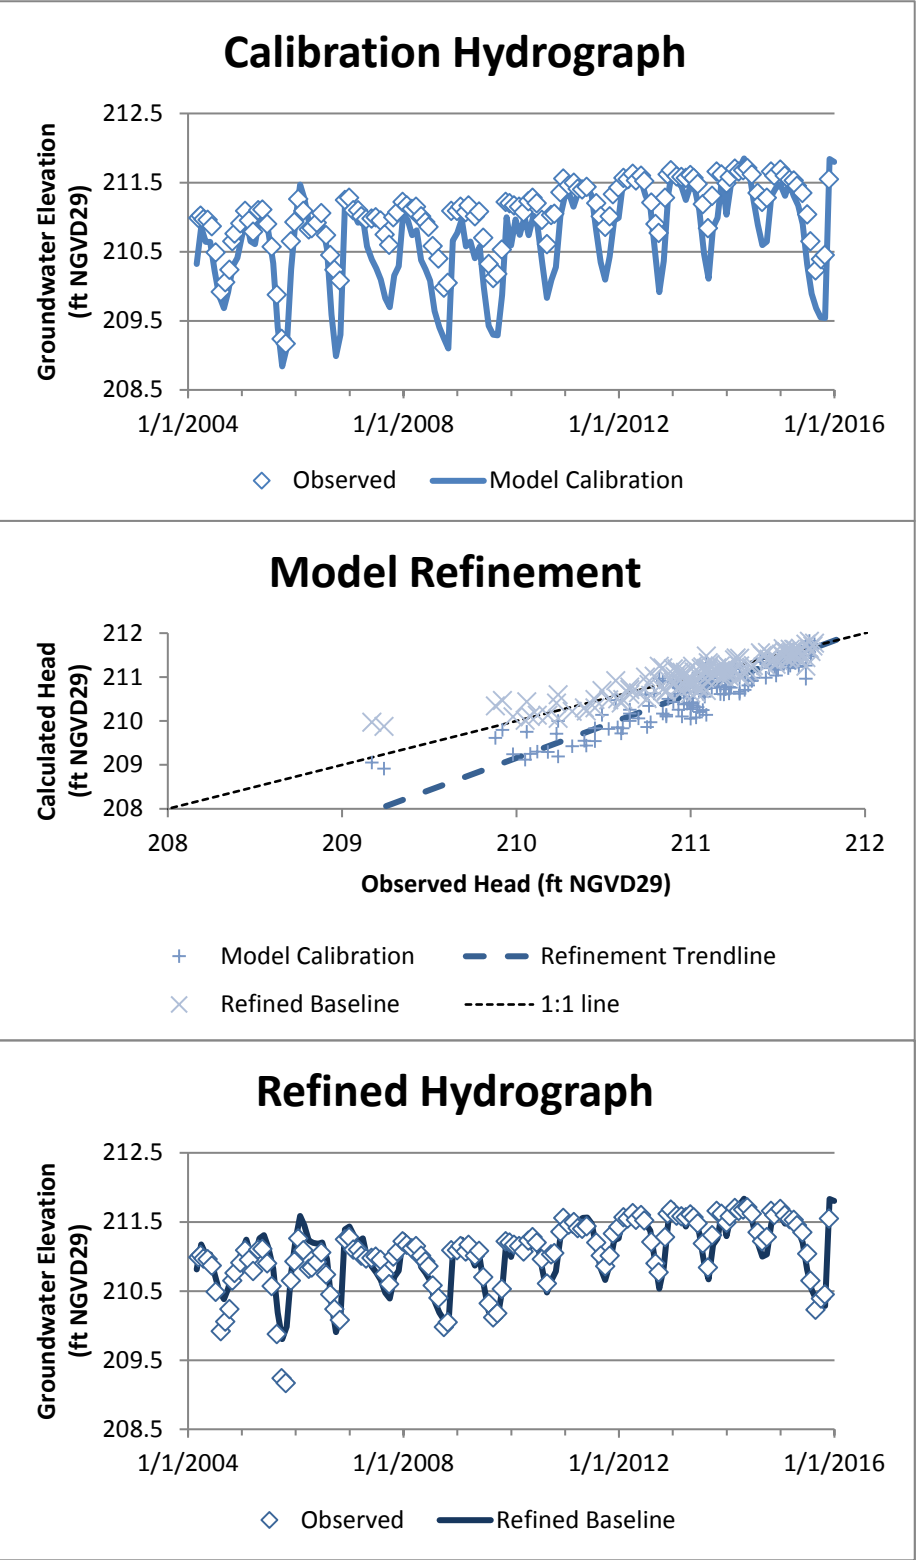 Calibration Hydrograph
Groundwater Elevation
(ft NGVD29)
212.5
211.5
210.5
209.5
208.5
1/1/2004 1/1/2008 1/1/2012 1/1/2016
Observed Model Calibration
Model Refinement
Calculated Head
(ft NGVD29)
212
211
210
209
208
208 209 210 211 212
Observed Head (ft NGVD29)
Model Calibration Refinement Trendline
Refined Baseline 1:1 line
Refined Hydrograph
Groundwater Elevation
(ft NGVD29)
212.5
211.5
210.5
209.5
208.5
1/1/2004 1/1/2008 1/1/2012 1/1/2016
Observed Refined Baseline